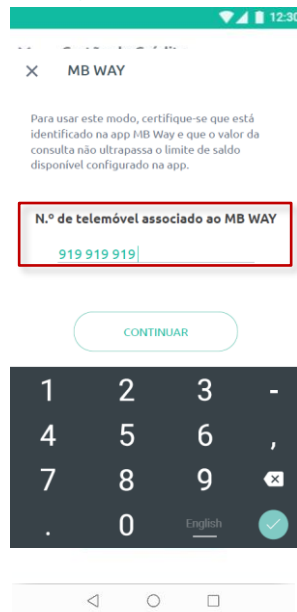 12:30
MB WAY
Para usar este modo, certifique-se que está
identificado na app MB Way e que o valor da
consulta não ultrapassa o limite de saldo
disponível configurado na app.
N.º de telemóvel associado ao MB WAY
919 919 919
CONTINUAR
1 2 3 -
4 5 6 ,
7 8 9
. 0 English